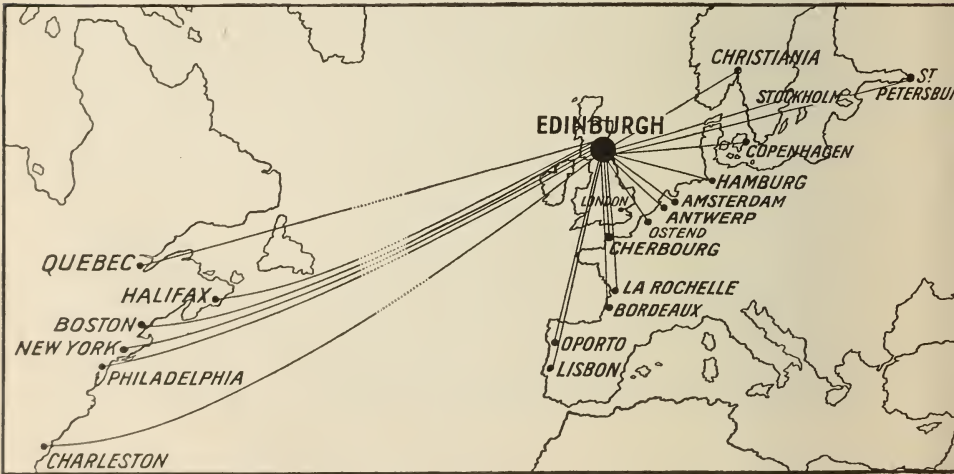 CHRISTIANIA
ST
STOCKHOLM
EDINBURGH
COPENHAGEN
HAMBURG
LONDON
AMSTERDAM
ANTWERP
OSTEND
CHERBOURG
QUEBEC
HALIFAX
LA ROCHELLE
BORDEAUX
BOSTON
NEW YORK
OPORTO
LISBON
PHILADELPHIA
CHARLESTON